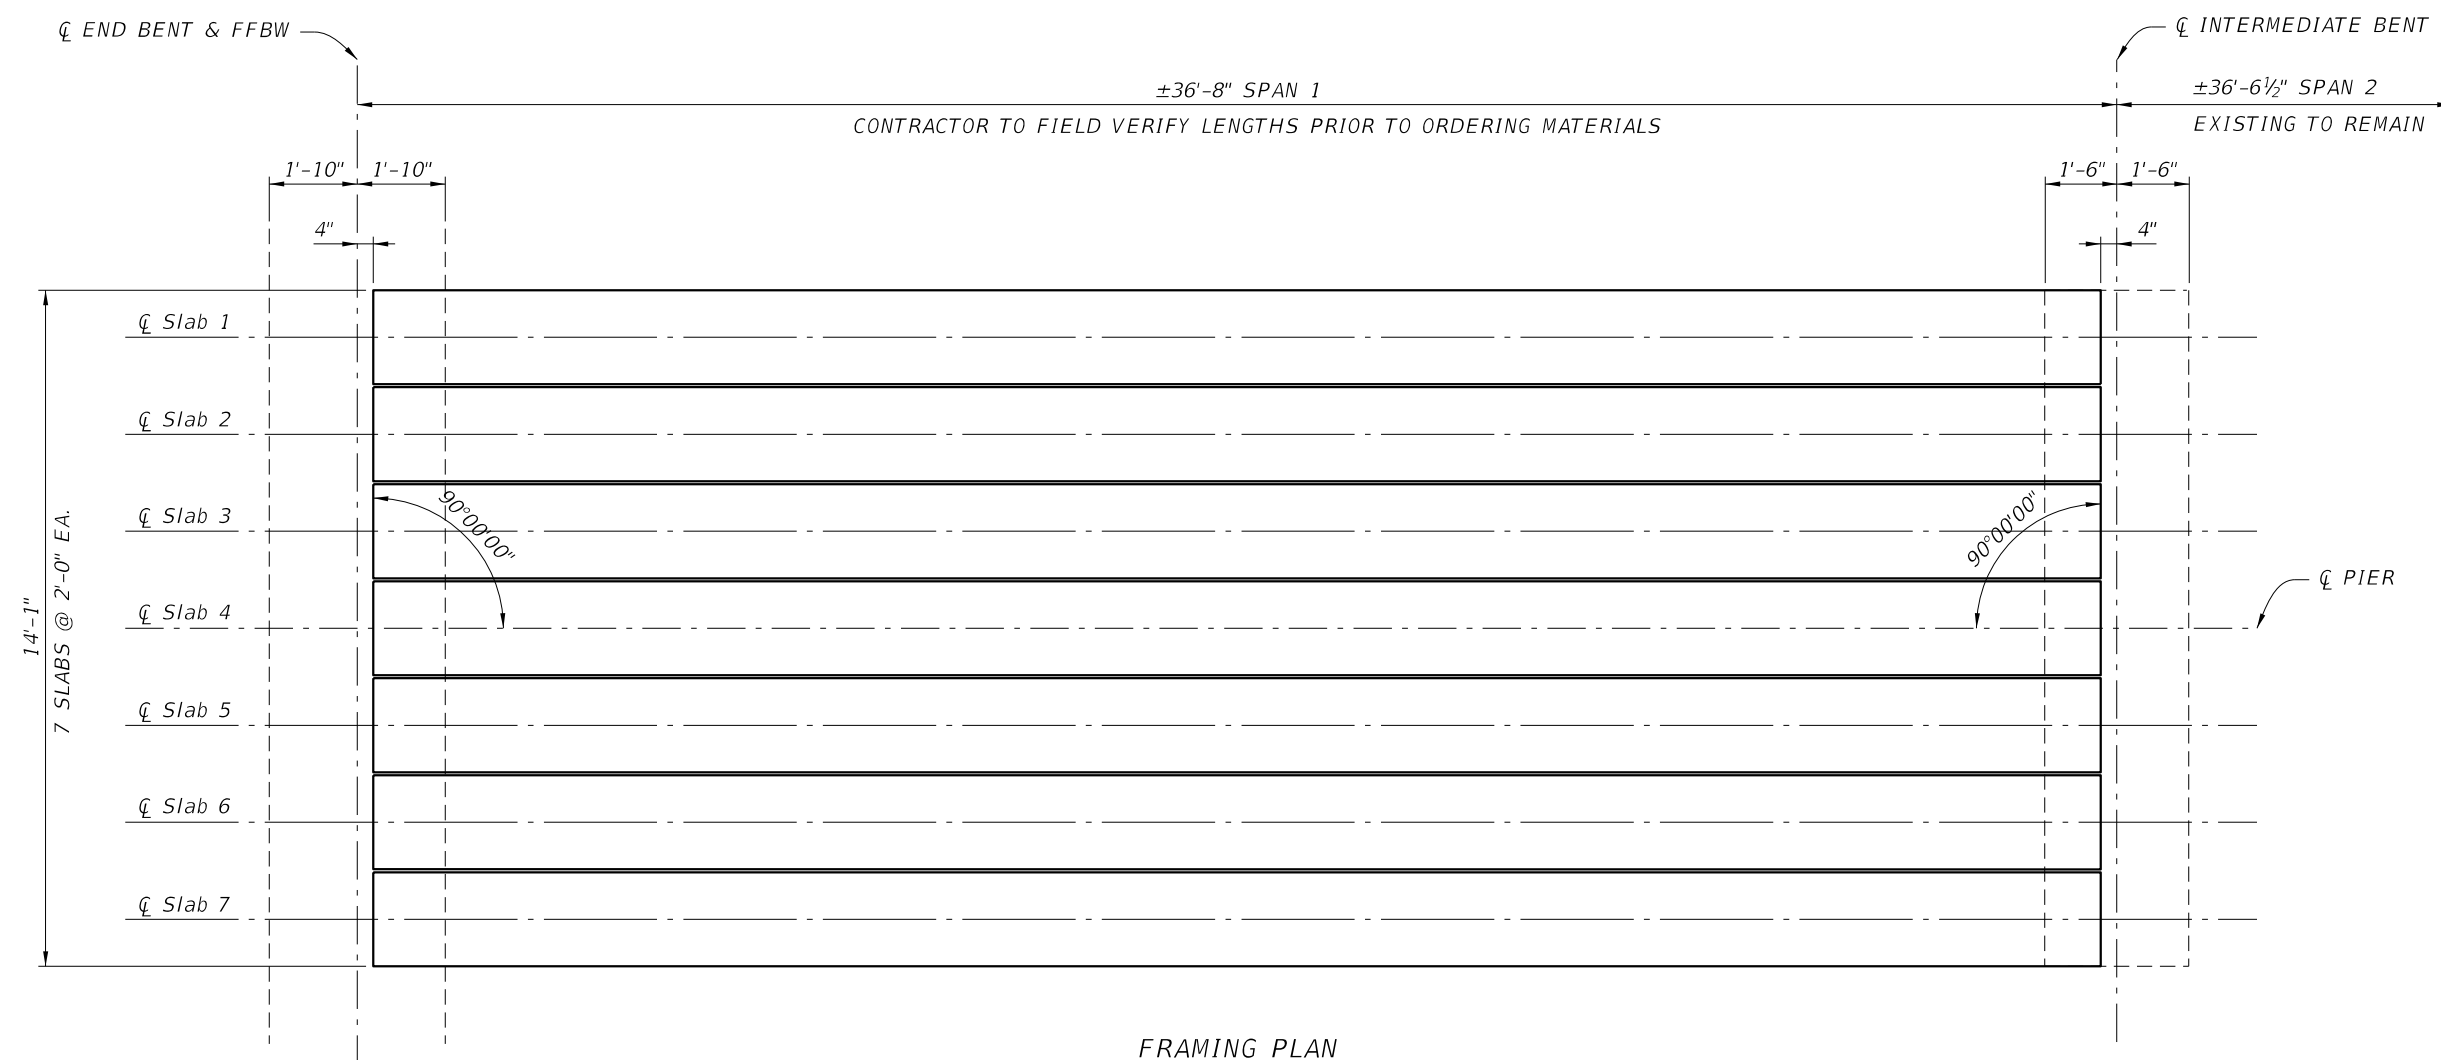 ℄ END BENT & FFBW
℄ INTERMEDIATE BENT
±36'-8" SPAN 1
±36'-6½" SPAN 2
CONTRACTOR TO FIELD VERIFY LENGTHS PRIOR TO ORDERING MATERIALS
EXISTING TO REMAIN
1'-10"
1'-10"
1'-6"
1'-6"
4"
4"
℄ Slab 1
℄ Slab 2
℄ Slab 3
90°00'00"
90°00'00"
℄ PIER
℄ Slab 4
14'-1"
7 SLABS @ 2'-0" EA.
℄ Slab 5
℄ Slab 6
℄ Slab 7
FRAMING PLAN